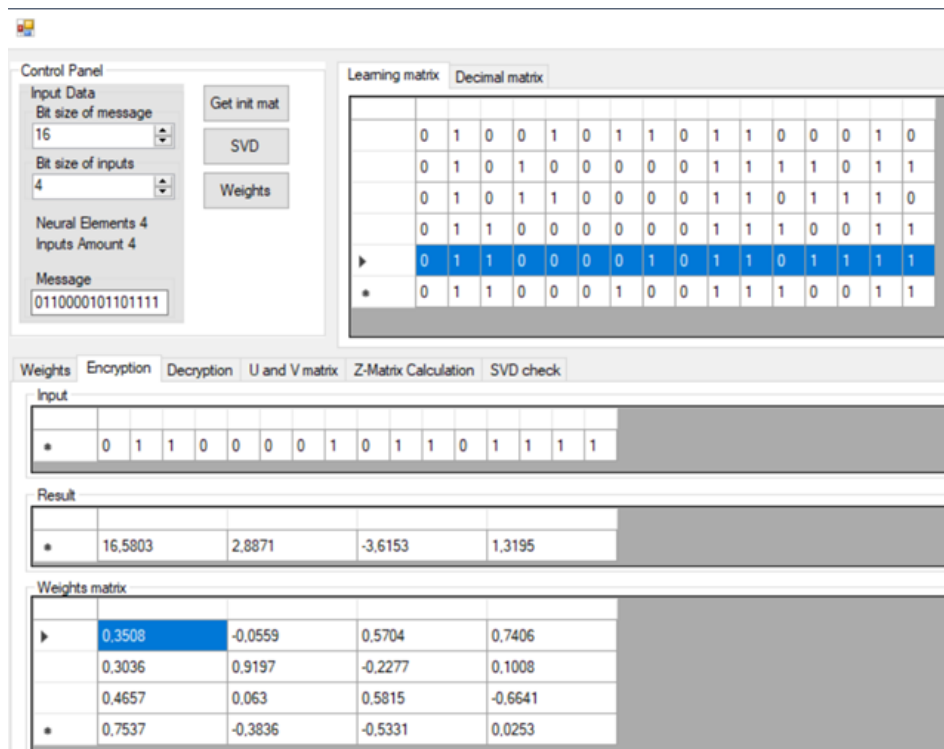 Control Panel
Input Data
Bit size of message
16
Bit size of inputs
4
Neural Elements 4
Inputs Amount 4
Message
0110000101101111
Get init mat
SVD
Weights
Learning matrix Decimal matrix
0 1 0 0 1 0 1 1 0 1 1 0 0 0 1 0
0 1 0 1 0 0 0 0 0 1 1 1 1 0 1 1
0 1 0 1 1 0 0 0 0 1 1 0 1 1 1 0
0 1 1 0 0 0 0 0 0 1 1 1 0 0 1 1
0 1 1 0 0 0 0 1 0 1 1 0 1 1 1 1
0 1 1 0 0 1 0 0 1 1 1 0 0 1 1
Weights Encryption Decryption U and V matrix Z-Matrix Calculation SVD check
Input
0 1 1 0 0 0 0 1 0 1 1 0 1 1 1 1
Result
16,5803 2,8871 -3,6153 1,3195
Weights matrix
0,3508 -0,0559 0,5704 0,7406
0,3036 0,9197 -0,2277 0,1008
0,4657 0,063 0,5815 -0,6641
0,7537 -0,3836 -0,5331 0,0253